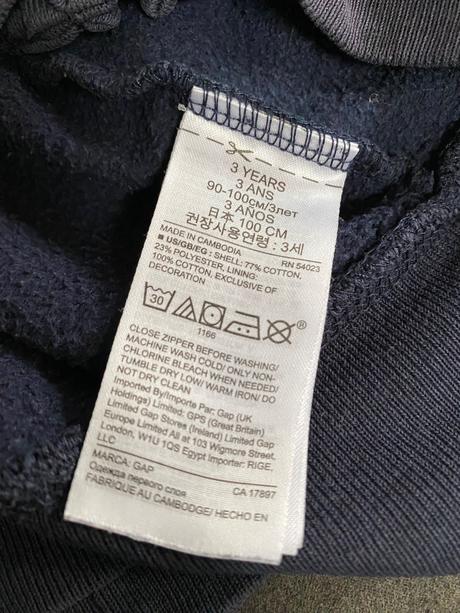 3 YEARS
3 ANS
90-100см/3лет
3 AÑOS
日本 100 CM
권장사용연령 : 3세
MADE IN CAMBODIA RN 54023
■ US/GB/EG : SHELL: 77% COTTON,
23% POLYESTER, LINING:
100% COTTON, EXCLUSIVE OF
DECORATION
30
®
1166
CLOSE ZIPPER BEFORE WASHING/
MACHINE WASH COLD/ ONLY NON-
CHLORINE BLEACH WHEN NEEDED/
TUMBLE DRY LOW/ WARM IRON/ DO
NOT DRY CLEAN
Imported By/Importe Par: Gap (UK
Holdings) Limited: GPS (Great Britain)
Limited Gap Stores (Ireland) Limited Gap
Europe Limited All at 103 Wigmore Street,
London, W1U 1QS Egypt Importer: RIGE,
LLC
MARCA: GAP
Одежда первого слоя CA 17897
FABRIQUE AU CAMBODGE/ HECHO EN